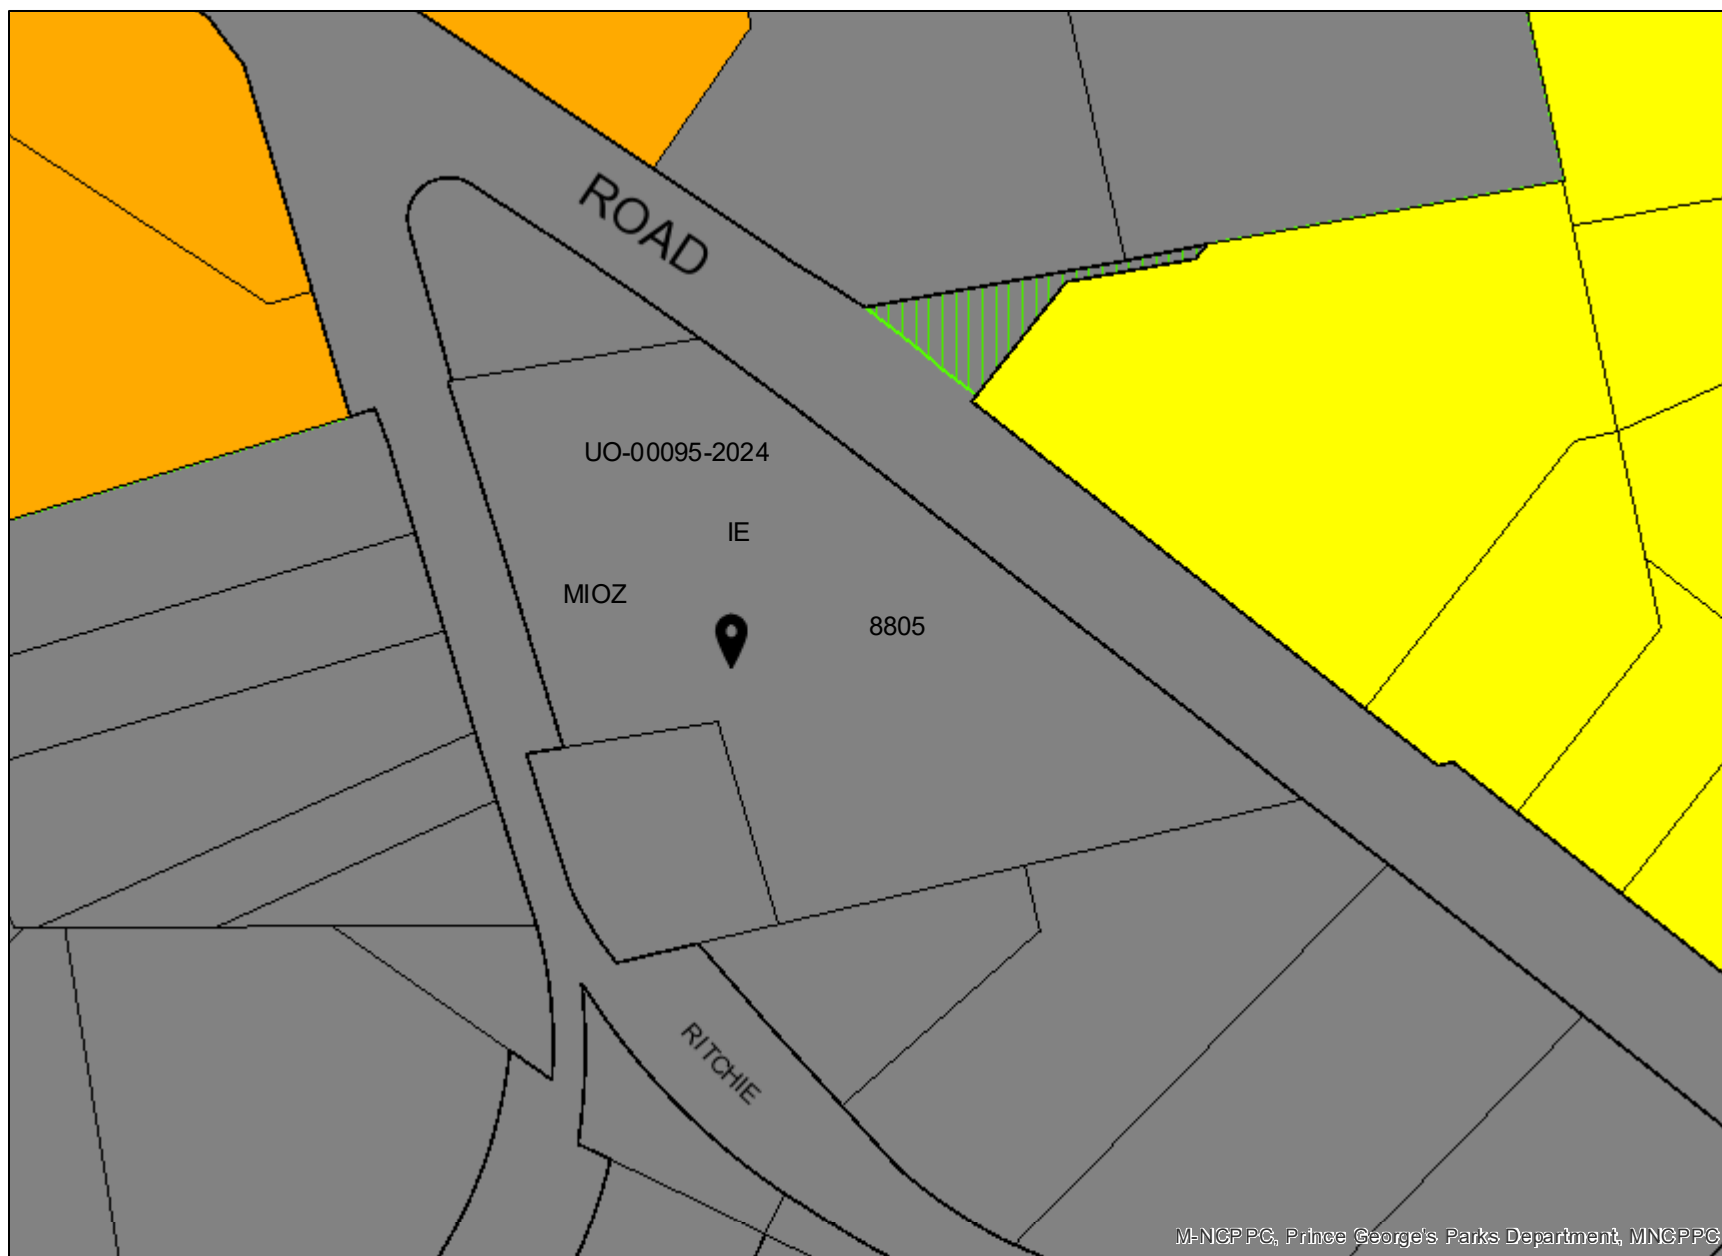 ROAD
UO-00095-2024
IE
MIOZ
8805
RITCHIE
M-NCPPC, Prince George's Parks Department, MNCPPC